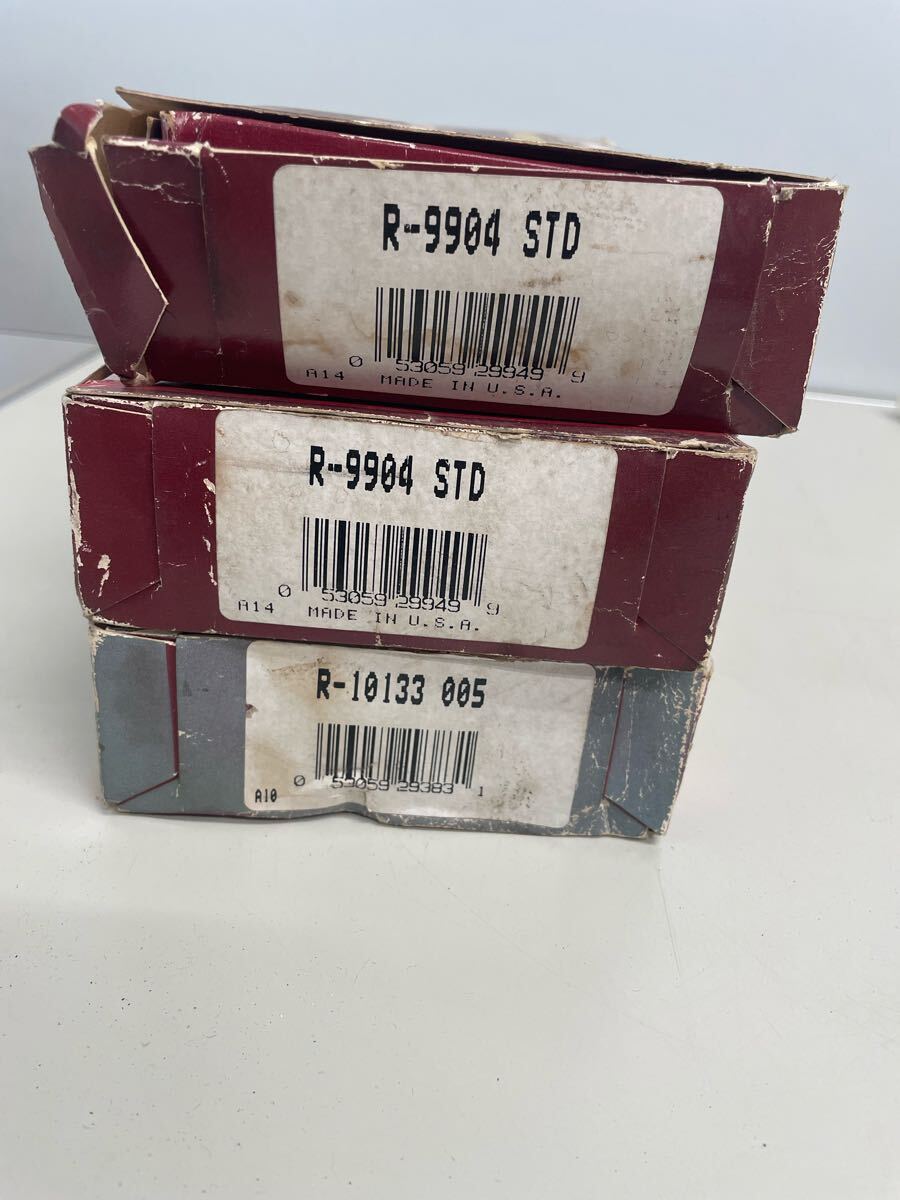 R-9904 STD
0 53059 29949 9
A14 MADE IN U.S.A.
R-9904 STD
0 53059 29949 9
A14 MADE IN U.S.A.
R-10133 005
0 53059 29383 1
A10